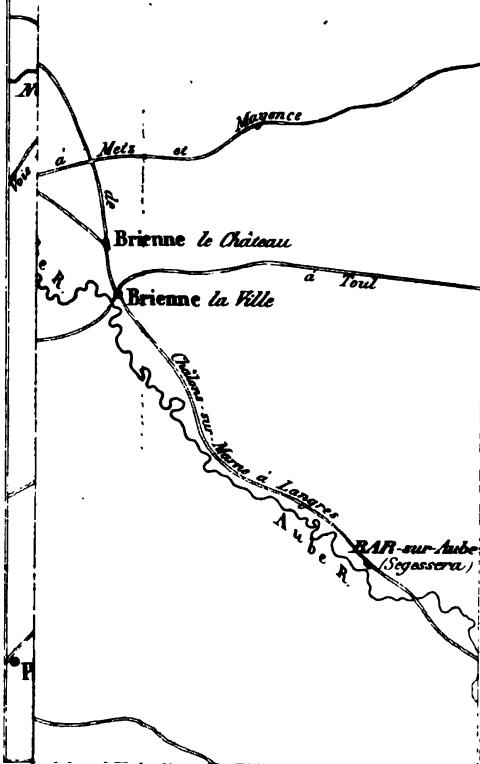 Mayence
à Metz et
Voie
de
Brienne le Château
e R.
à Toul
Brienne la Ville
Châlons-sur-Marne à Langres
Aube R.
BAR-sur-Aube
(Segessera)